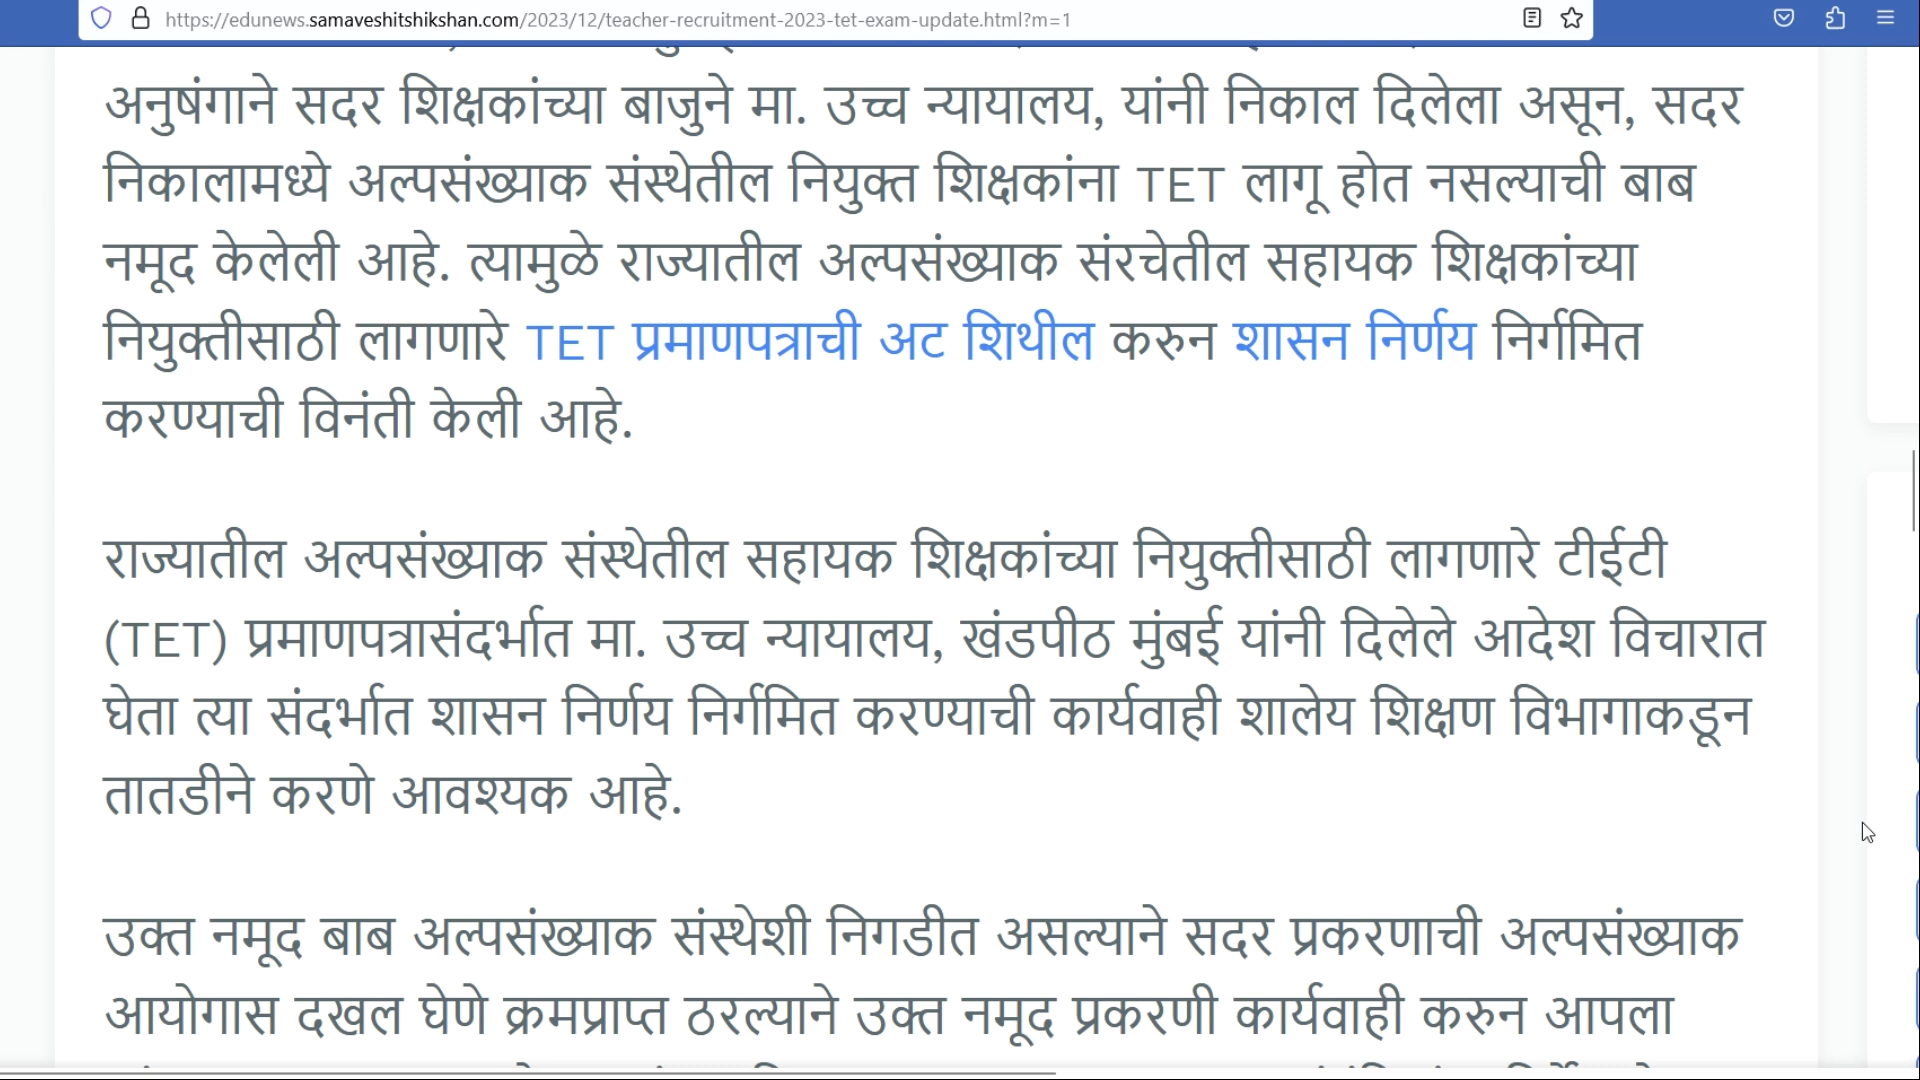 https://edunews.samaveshitshikshan.com/2023/12/teacher-recruitment-2023-tet-exam-update.html?m=1
अनुषंगाने सदर शिक्षकांच्या बाजुने मा. उच्च न्यायालय, यांनी निकाल दिलेला असून, सदर
निकालामध्ये अल्पसंख्याक संस्थेतील नियुक्त शिक्षकांना TET लागू होत नसल्याची बाब
नमूद केलेली आहे. त्यामुळे राज्यातील अल्पसंख्याक संरचेतील सहायक शिक्षकांच्या
नियुक्तीसाठी लागणारे TET प्रमाणपत्राची अट शिथील करुन शासन निर्णय निर्गमित
करण्याची विनंती केली आहे.
राज्यातील अल्पसंख्याक संस्थेतील सहायक शिक्षकांच्या नियुक्तीसाठी लागणारे टीईटी
(TET) प्रमाणपत्रासंदर्भात मा. उच्च न्यायालय, खंडपीठ मुंबई यांनी दिलेले आदेश विचारात
घेता त्या संदर्भात शासन निर्णय निर्गमित करण्याची कार्यवाही शालेय शिक्षण विभागाकडून
तातडीने करणे आवश्यक आहे.
उक्त नमूद बाब अल्पसंख्याक संस्थेशी निगडीत असल्याने सदर प्रकरणाची अल्पसंख्याक
आयोगास दखल घेणे क्रमप्राप्त ठरल्याने उक्त नमूद प्रकरणी कार्यवाही करुन आपला